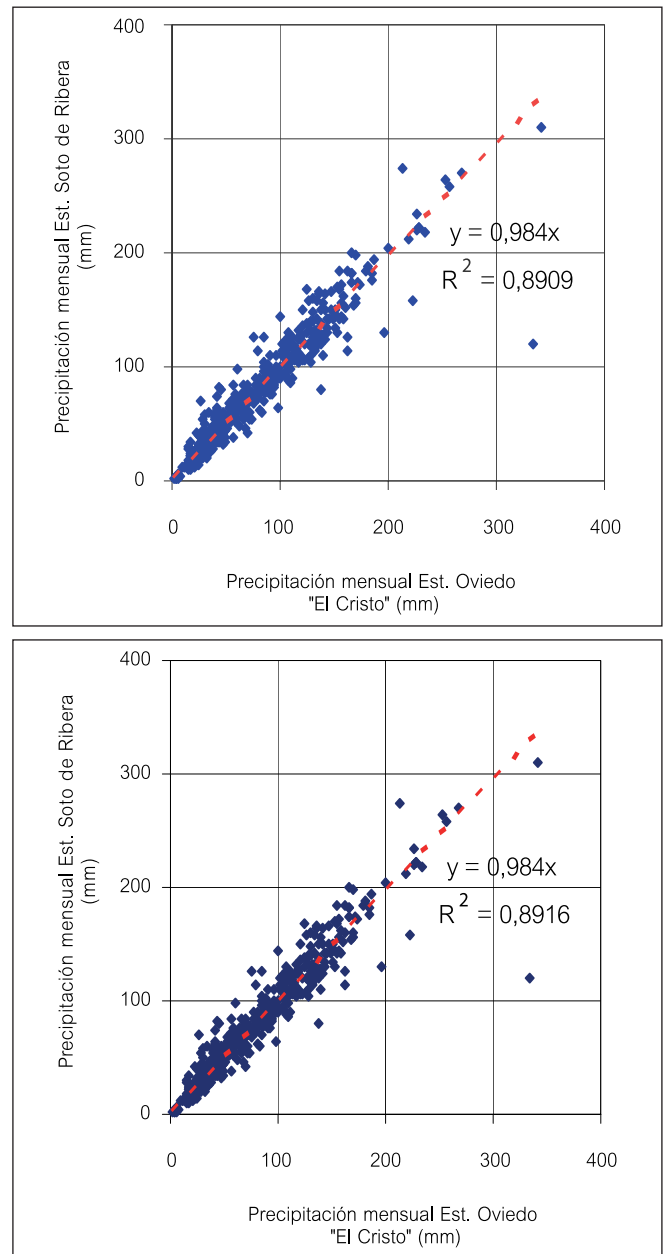 400
300
200
100
0
Precipitación mensual Est. Soto de Ribera
(mm)
y = 0,984x
R² = 0,8909
0 100 200 300 400
Precipitación mensual Est. Oviedo
"El Cristo" (mm)
400
300
200
100
0
Precipitación mensual Est. Soto de Ribera
(mm)
y = 0,984x
R² = 0,8916
0 100 200 300 400
Precipitación mensual Est. Oviedo
"El Cristo" (mm)